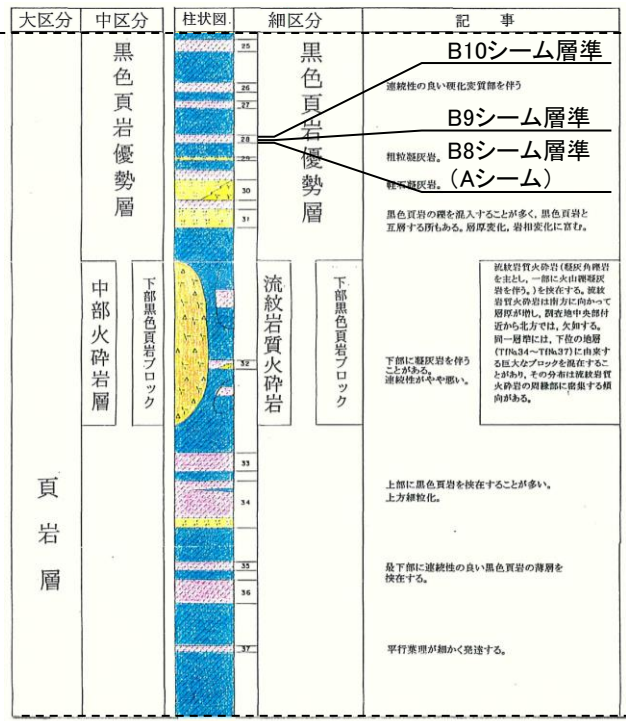 大区分
中区分
柱状図
細区分
記 事
黒色頁岩優勢層
黒色頁岩優勢層
25
26
27
28
29
30
31
B10シーム層準
連続性の良い硬化変質部を伴う
B9シーム層準
粗粒凝灰岩。
B8シーム層準
(Aシーム)
軽石凝灰岩。
黒色頁岩の礫を混入することが多く,黒色頁岩と
互層する所もある。層厚変化,岩相変化に富む。
中部火砕岩層
下部黒色頁岩ブロック
流紋岩質火砕岩
下部黒色頁岩ブロック
32
下部に凝灰岩を伴う
ことがある。
連続性がやや悪い。
流紋岩質火砕岩(凝灰角礫岩
を主とし,一部に火山礫凝灰
岩を伴う。)を挟在する。流紋
岩質火砕岩は南方に向かって
層厚が増し,調査地中央部付
近から北方では,欠如する。
同一層準には,下位の地層
(TfNo.34~TfNo.37)に由来す
る巨大なブロックを混在するこ
とがあり,その分布は流紋岩質
火砕岩の周縁部に密集する傾
向がある。
頁岩層
33
34
35
36
37
上部に黒色頁岩を挟在することが多い。
上方細粒化。
最下部に連続性の良い黒色頁岩の薄層を
挟在する。
平行葉理が細かく発達する。